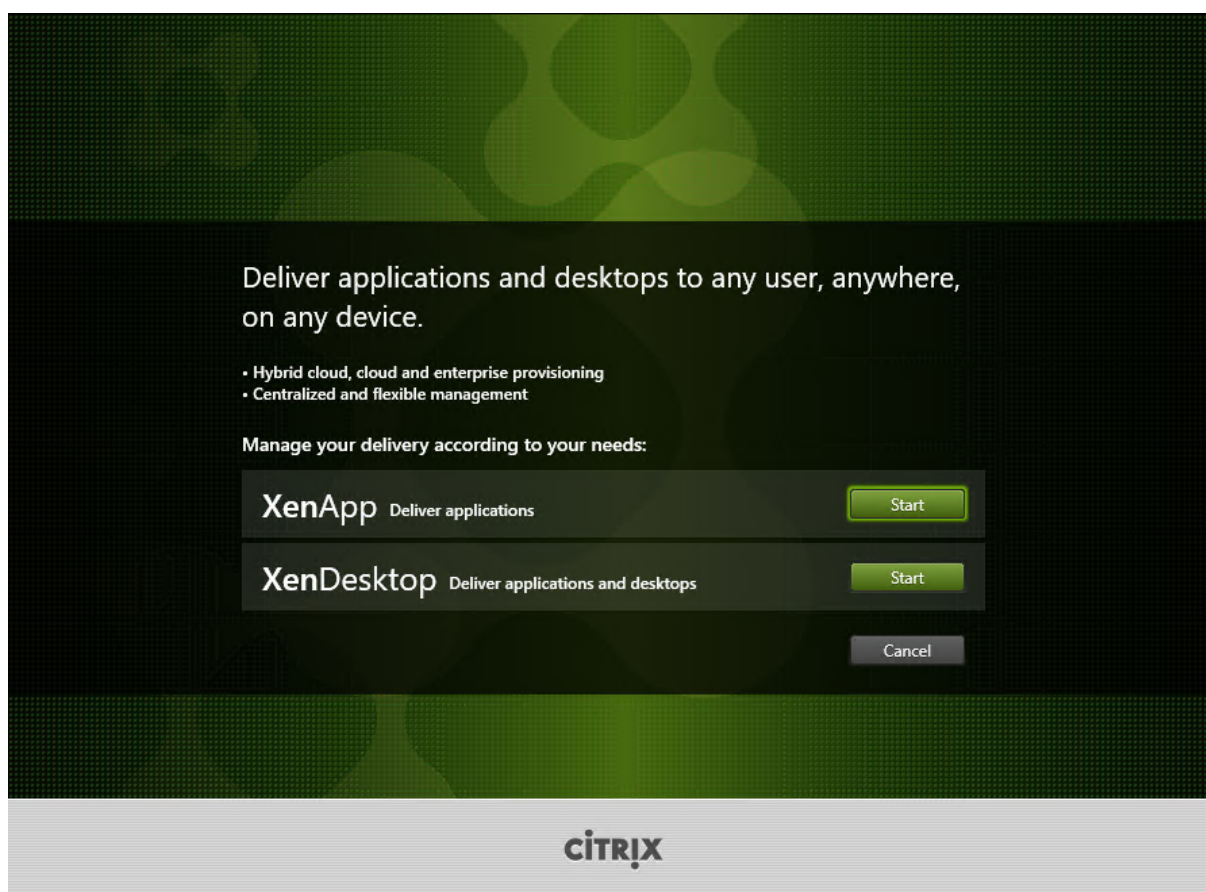 Deliver applications and desktops to any user, anywhere,
on any device.
• Hybrid cloud, cloud and enterprise provisioning
• Centralized and flexible management
Manage your delivery according to your needs:
XenApp Deliver applications Start
XenDesktop Deliver applications and desktops Start
Cancel
CİTRỊX